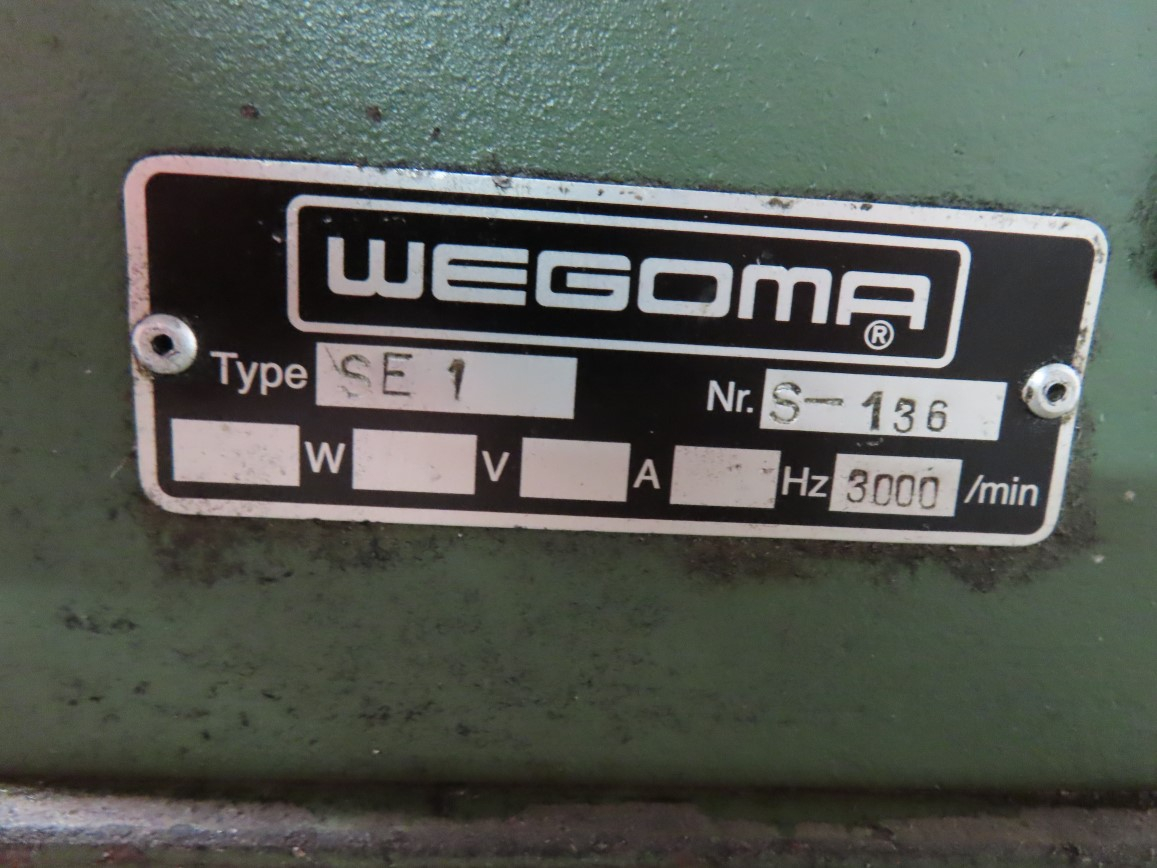 WEGOMA®
Type SE 1 Nr. S-136
W V A Hz 3000 /min